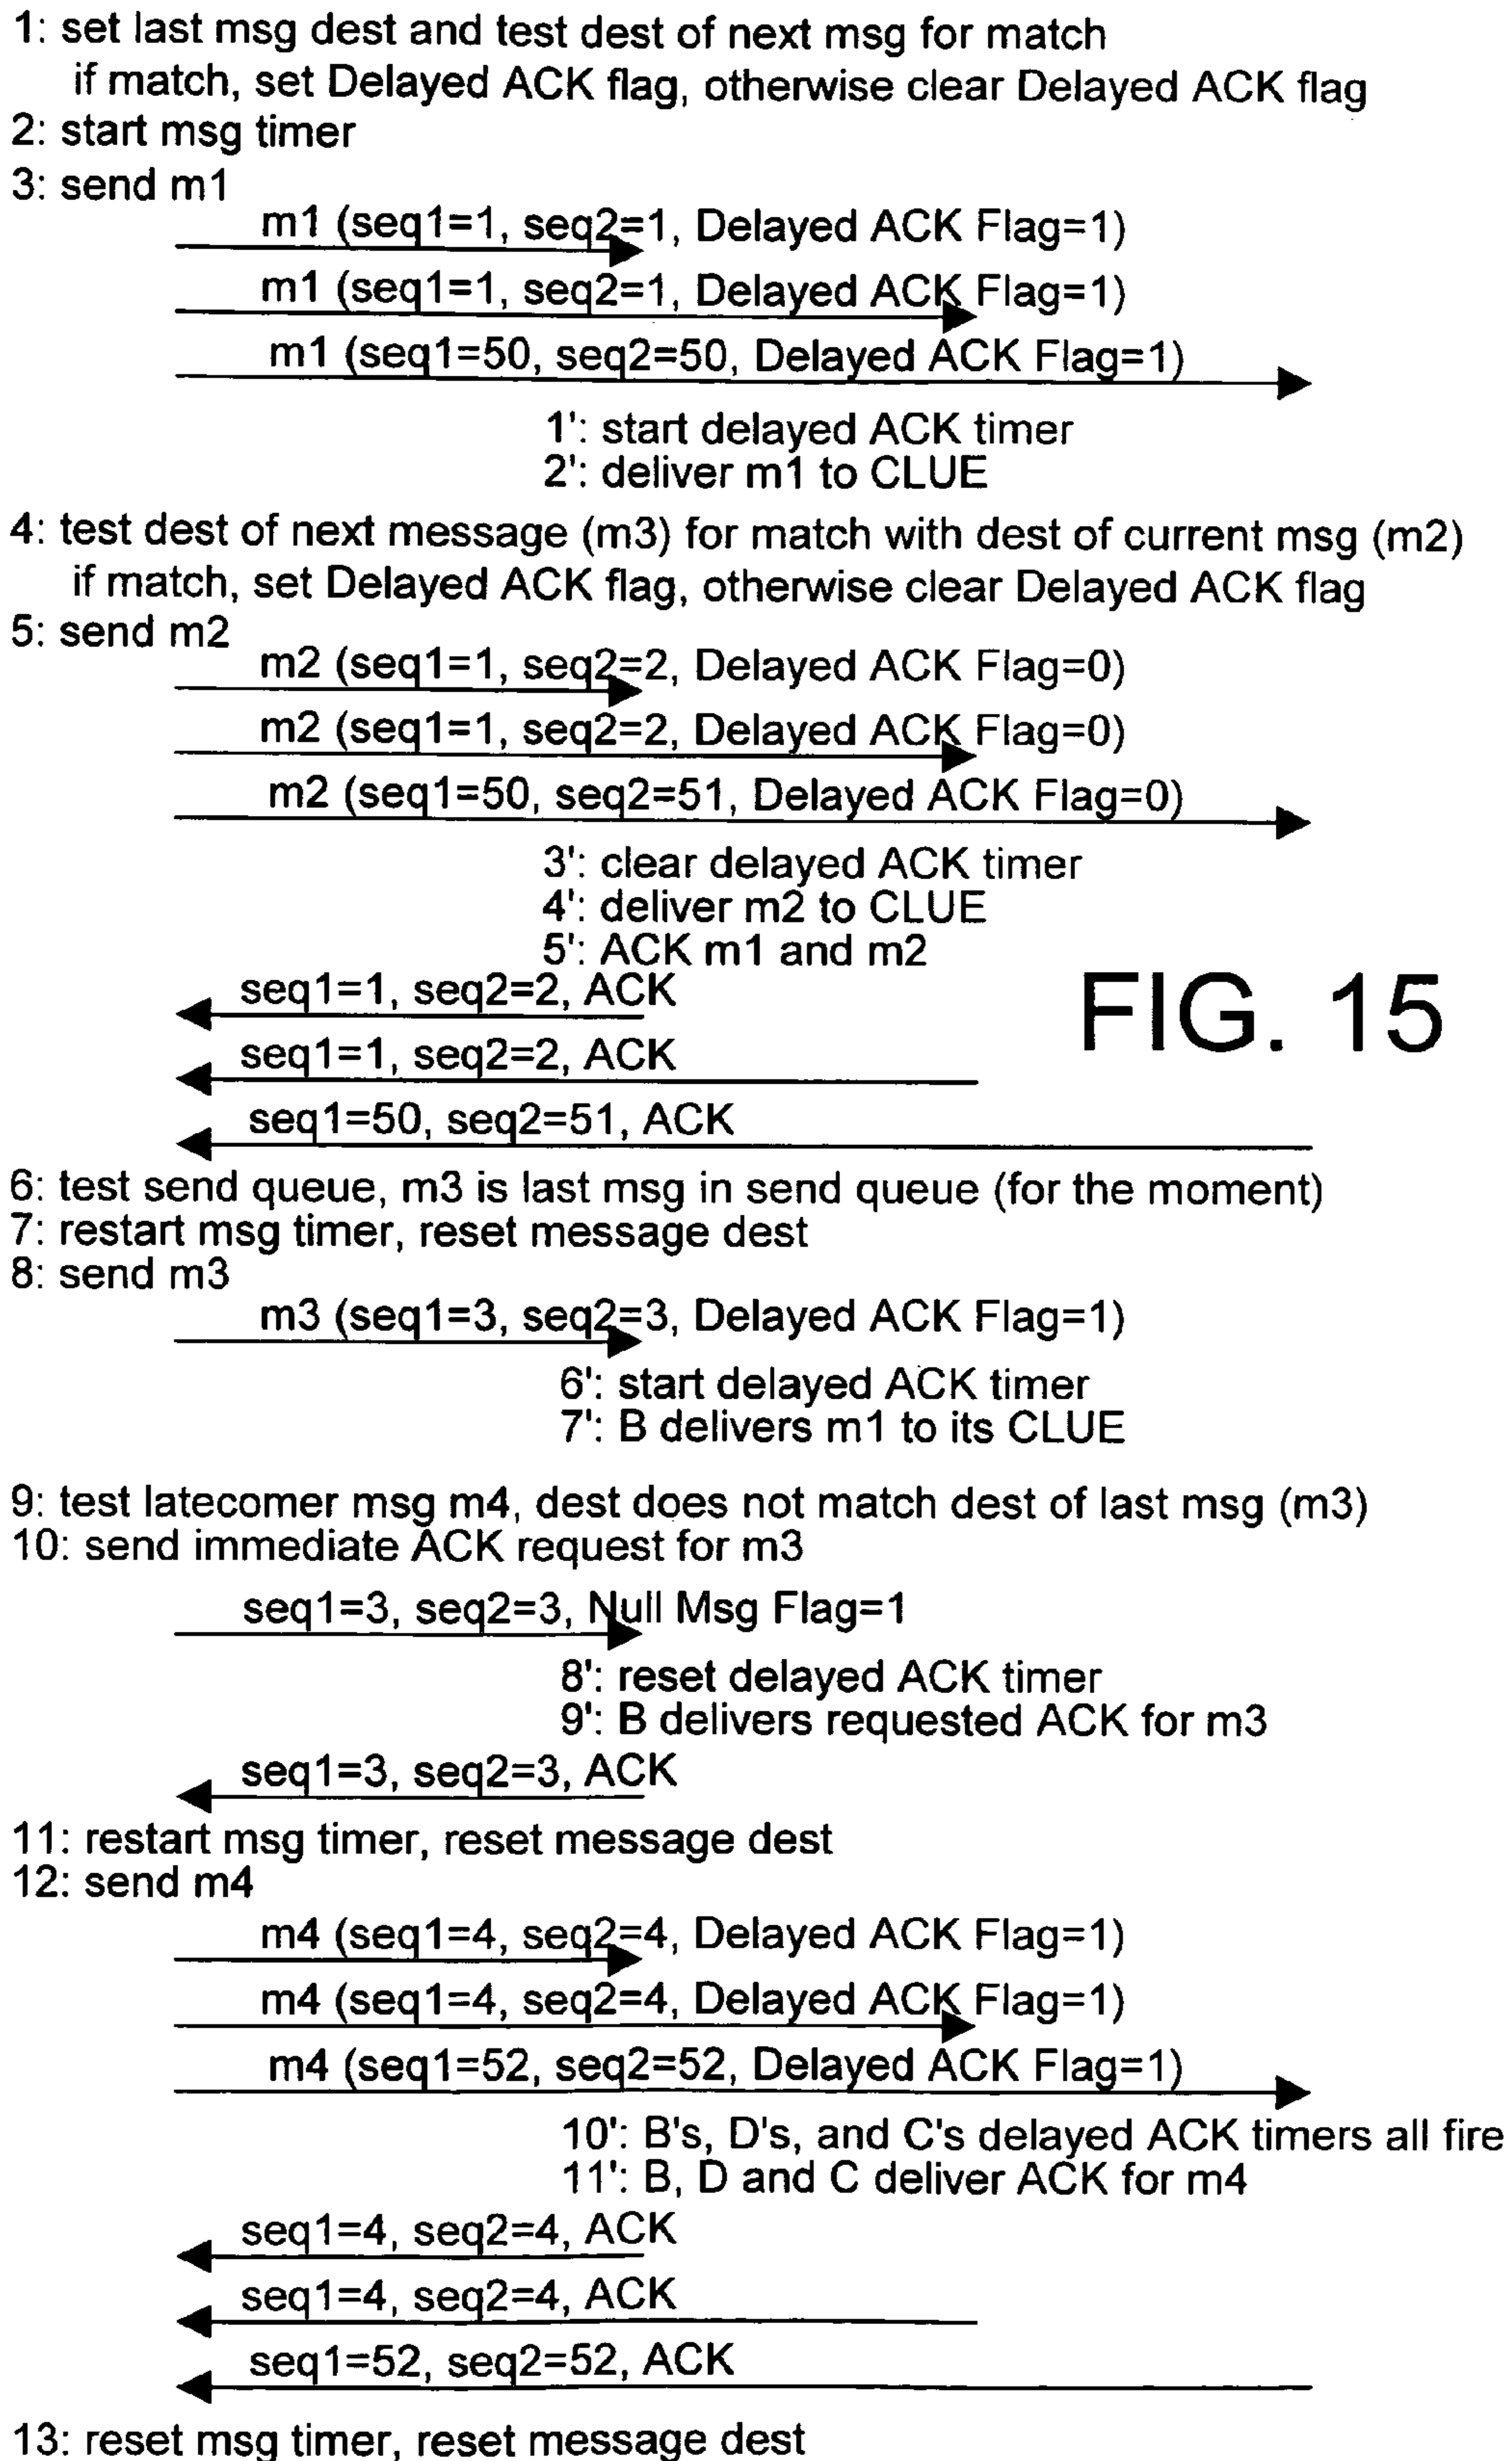 1: set last msg dest and test dest of next msg for match
if match, set Delayed ACK flag, otherwise clear Delayed ACK flag
2: start msg timer
3: send m1
m1 (seq1=1, seq2=1, Delayed ACK Flag=1)
m1 (seq1=1, seq2=1, Delayed ACK Flag=1)
m1 (seq1=50, seq2=50, Delayed ACK Flag=1)
1': start delayed ACK timer
2': deliver m1 to CLUE
4: test dest of next message (m3) for match with dest of current msg (m2)
if match, set Delayed ACK flag, otherwise clear Delayed ACK flag
5: send m2
m2 (seq1=1, seq2=2, Delayed ACK Flag=0)
m2 (seq1=1, seq2=2, Delayed ACK Flag=0)
m2 (seq1=50, seq2=51, Delayed ACK Flag=0)
3': clear delayed ACK timer
4': deliver m2 to CLUE
5': ACK m1 and m2
seq1=1, seq2=2, ACK
FIG. 15
seq1=1, seq2=2, ACK
seq1=50, seq2=51, ACK
6: test send queue, m3 is last msg in send queue (for the moment)
7: restart msg timer, reset message dest
8: send m3
m3 (seq1=3, seq2=3, Delayed ACK Flag=1)
6': start delayed ACK timer
7': B delivers m1 to its CLUE
9: test latecomer msg m4, dest does not match dest of last msg (m3)
10: send immediate ACK request for m3
seq1=3, seq2=3, Null Msg Flag=1
8': reset delayed ACK timer
9': B delivers requested ACK for m3
seq1=3, seq2=3, ACK
11: restart msg timer, reset message dest
12: send m4
m4 (seq1=4, seq2=4, Delayed ACK Flag=1)
m4 (seq1=4, seq2=4, Delayed ACK Flag=1)
m4 (seq1=52, seq2=52, Delayed ACK Flag=1)
10': B's, D's, and C's delayed ACK timers all fire
11': B, D and C deliver ACK for m4
seq1=4, seq2=4, ACK
seq1=4, seq2=4, ACK
seq1=52, seq2=52, ACK
13: reset msg timer, reset message dest